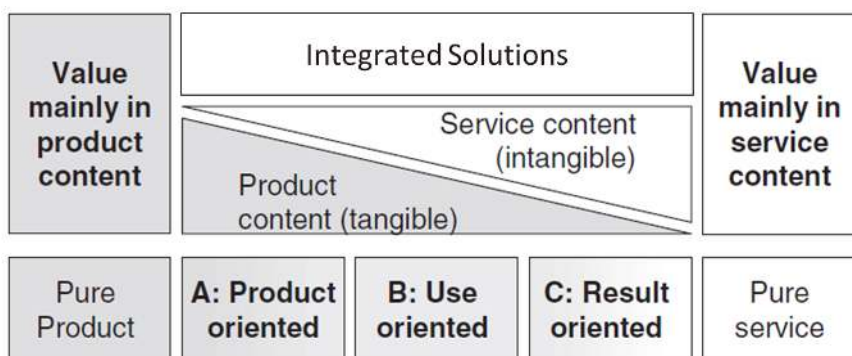 Value
mainly in
product
content
Integrated Solutions
Service content
(intangible)
Product
content (tangible)
Value
mainly in
service
content
Pure
Product
A: Product
oriented
B: Use
oriented
C: Result
oriented
Pure
service